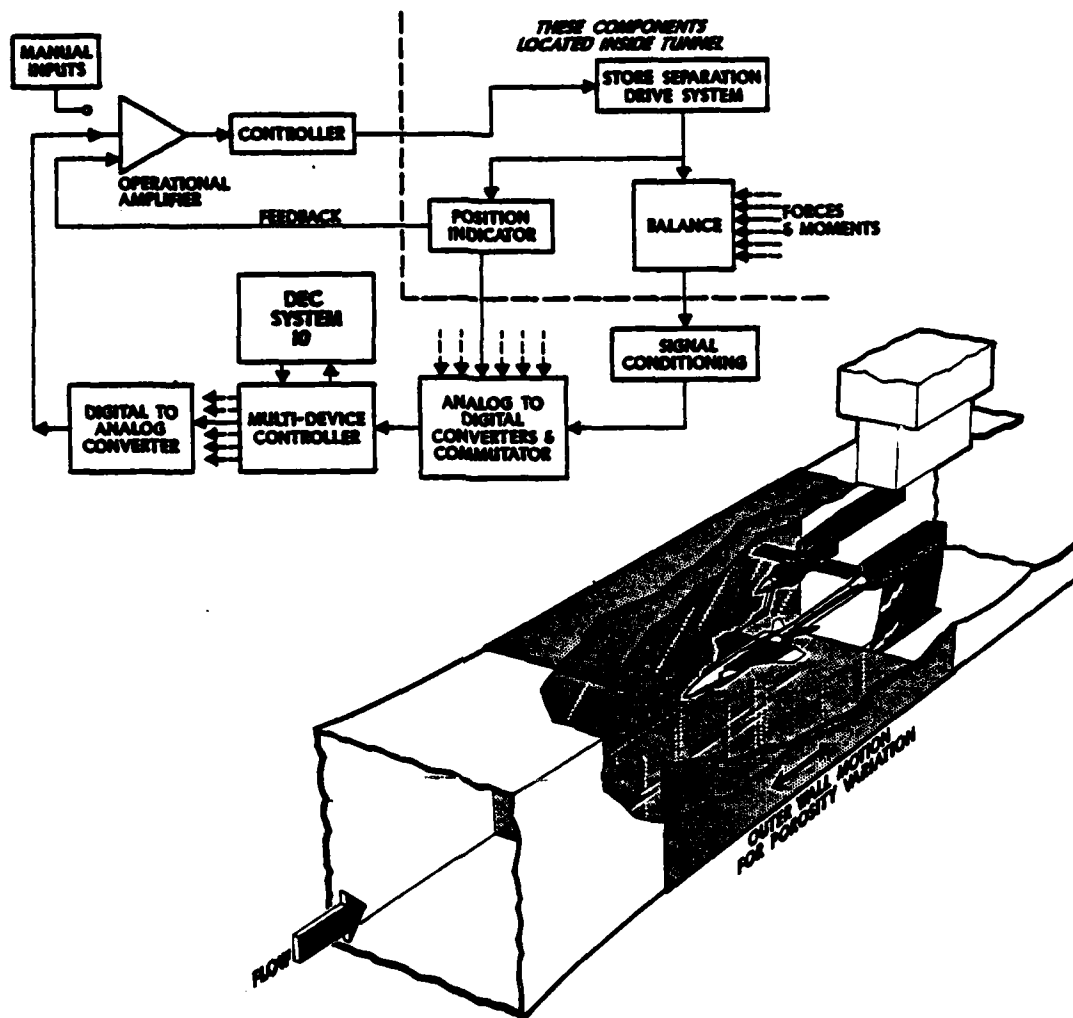 THESE COMPONENTS
LOCATED INSIDE TUNNEL
MANUAL
INPUTS
STORE SEPARATION
DRIVE SYSTEM
CONTROLLER
OPERATIONAL
AMPLIFIER
FEEDBACK
POSITION
INDICATOR
BALANCE
FORCES
& MOMENTS
DEC
SYSTEM
10
SIGNAL
CONDITIONING
DIGITAL TO
ANALOG
CONVERTER
MULTI-DEVICE
CONTROLLER
ANALOG TO
DIGITAL
CONVERTERS &
COMMUTATOR
OUTER WALL MOTION
FOR POROSITY VARIATION
FLOW